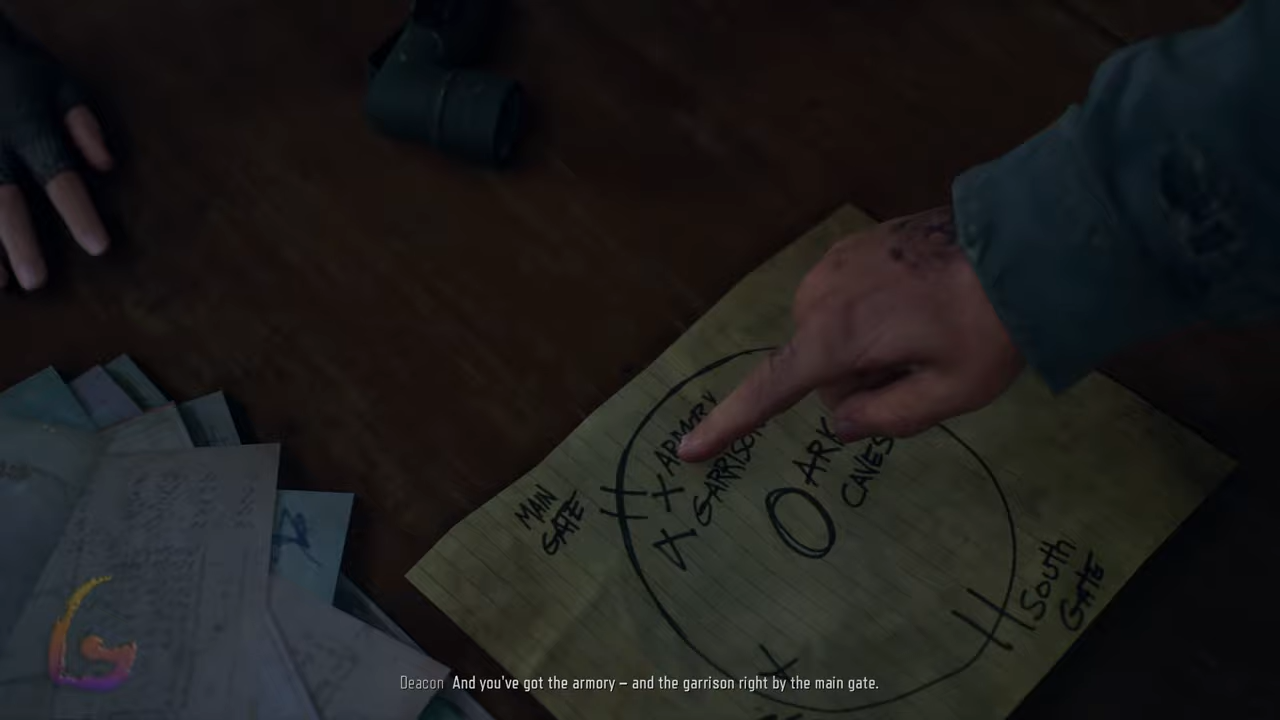 ARMORY
GARRISON
ARK
CAVES
MAIN
GATE
SOUTH
GATE
Deacon And you've got the armory – and the garrison right by the main gate.